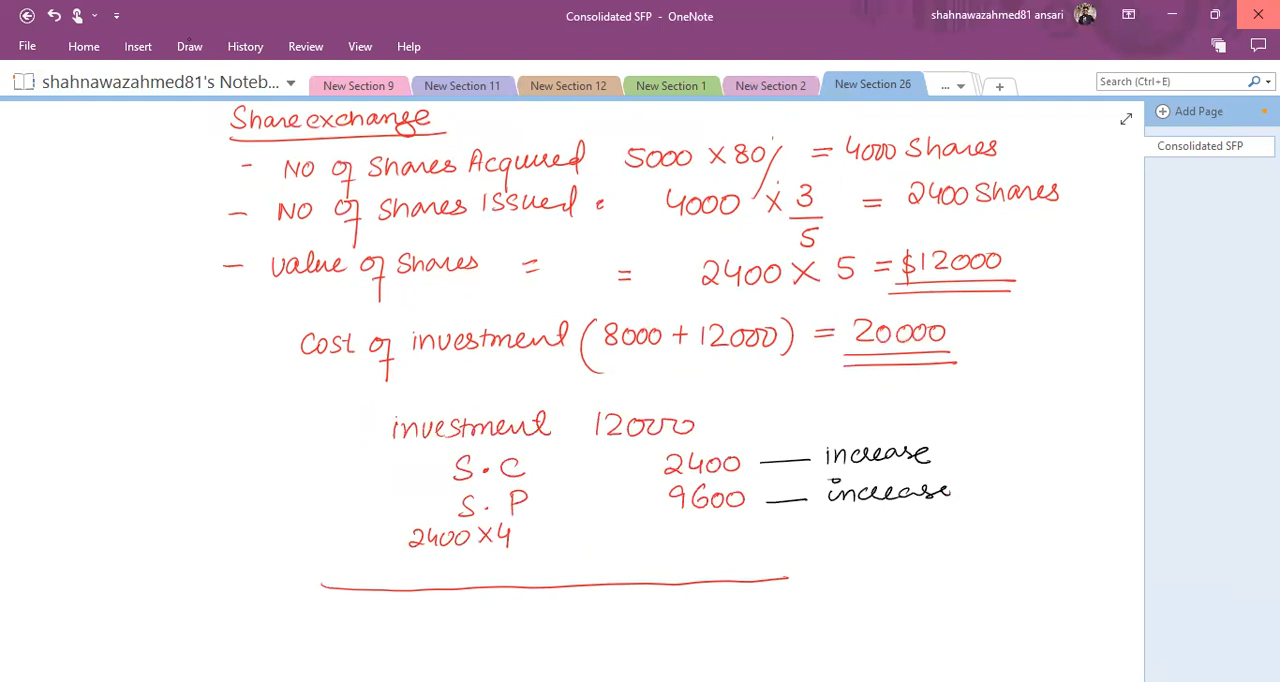 Consolidated SFP - OneNote
shahnawazahmed81 ansari
File Home Insert Draw History Review View Help
shahnawazahmed81's Noteb...
New Section 9 New Section 11 New Section 12 New Section 1 New Section 2 New Section 26 ...
Search (Ctrl+E)
Add Page
Consolidated SFP
Share exchange
- No of Shares Acquired 5000 × 80% = 4000 Shares
- No of Shares Issued : 4000 × 3/5 = 2400 Shares
- Value of Shares = = 2400 × 5 = $12000
Cost of investment (8000 + 12000) = 20000
investment 12000
S.C 2400 — increase
S.P 9600 — increase
2400 × 4